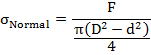 σ_Normal = F / (π(D² − d²) / 4)